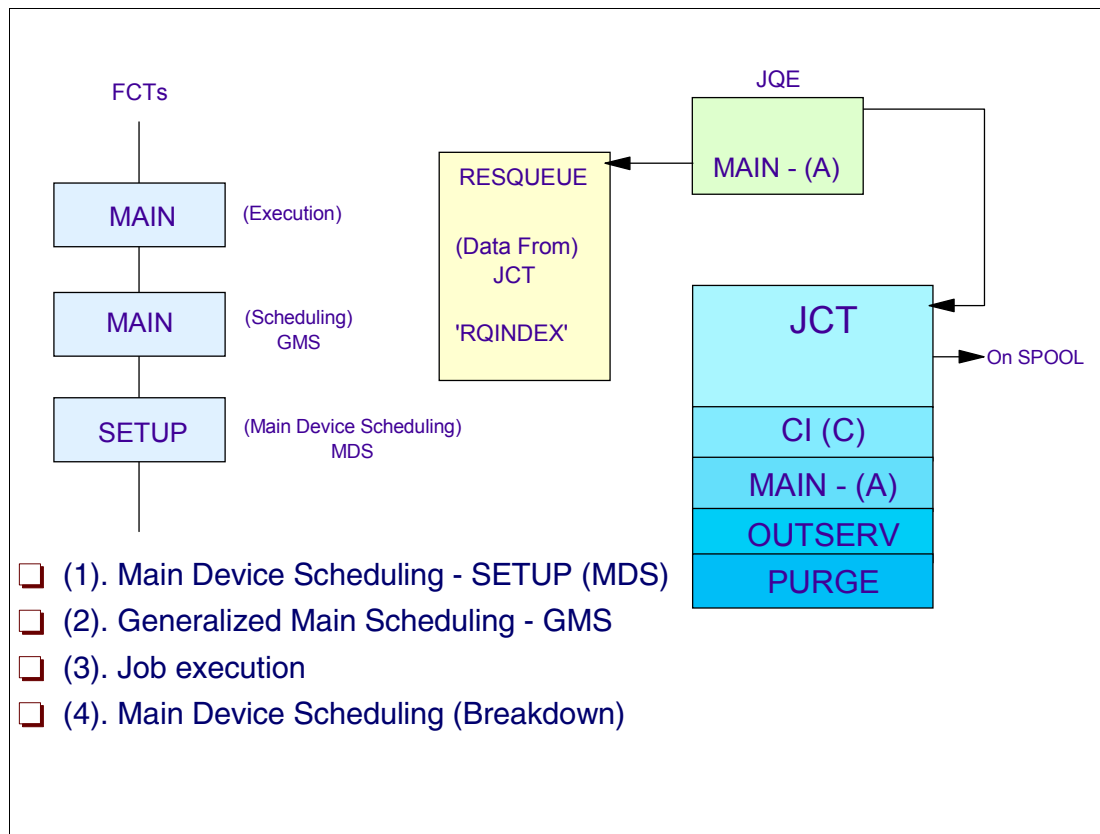 FCTs
MAIN
(Execution)
MAIN
(Scheduling)
GMS
SETUP
(Main Device Scheduling)
MDS
RESQUEUE
(Data From)
JCT
'RQINDEX'
JQE
MAIN - (A)
JCT
On SPOOL
CI (C)
MAIN - (A)
OUTSERV
PURGE
(1). Main Device Scheduling - SETUP (MDS)
(2). Generalized Main Scheduling - GMS
(3). Job execution
(4). Main Device Scheduling (Breakdown)